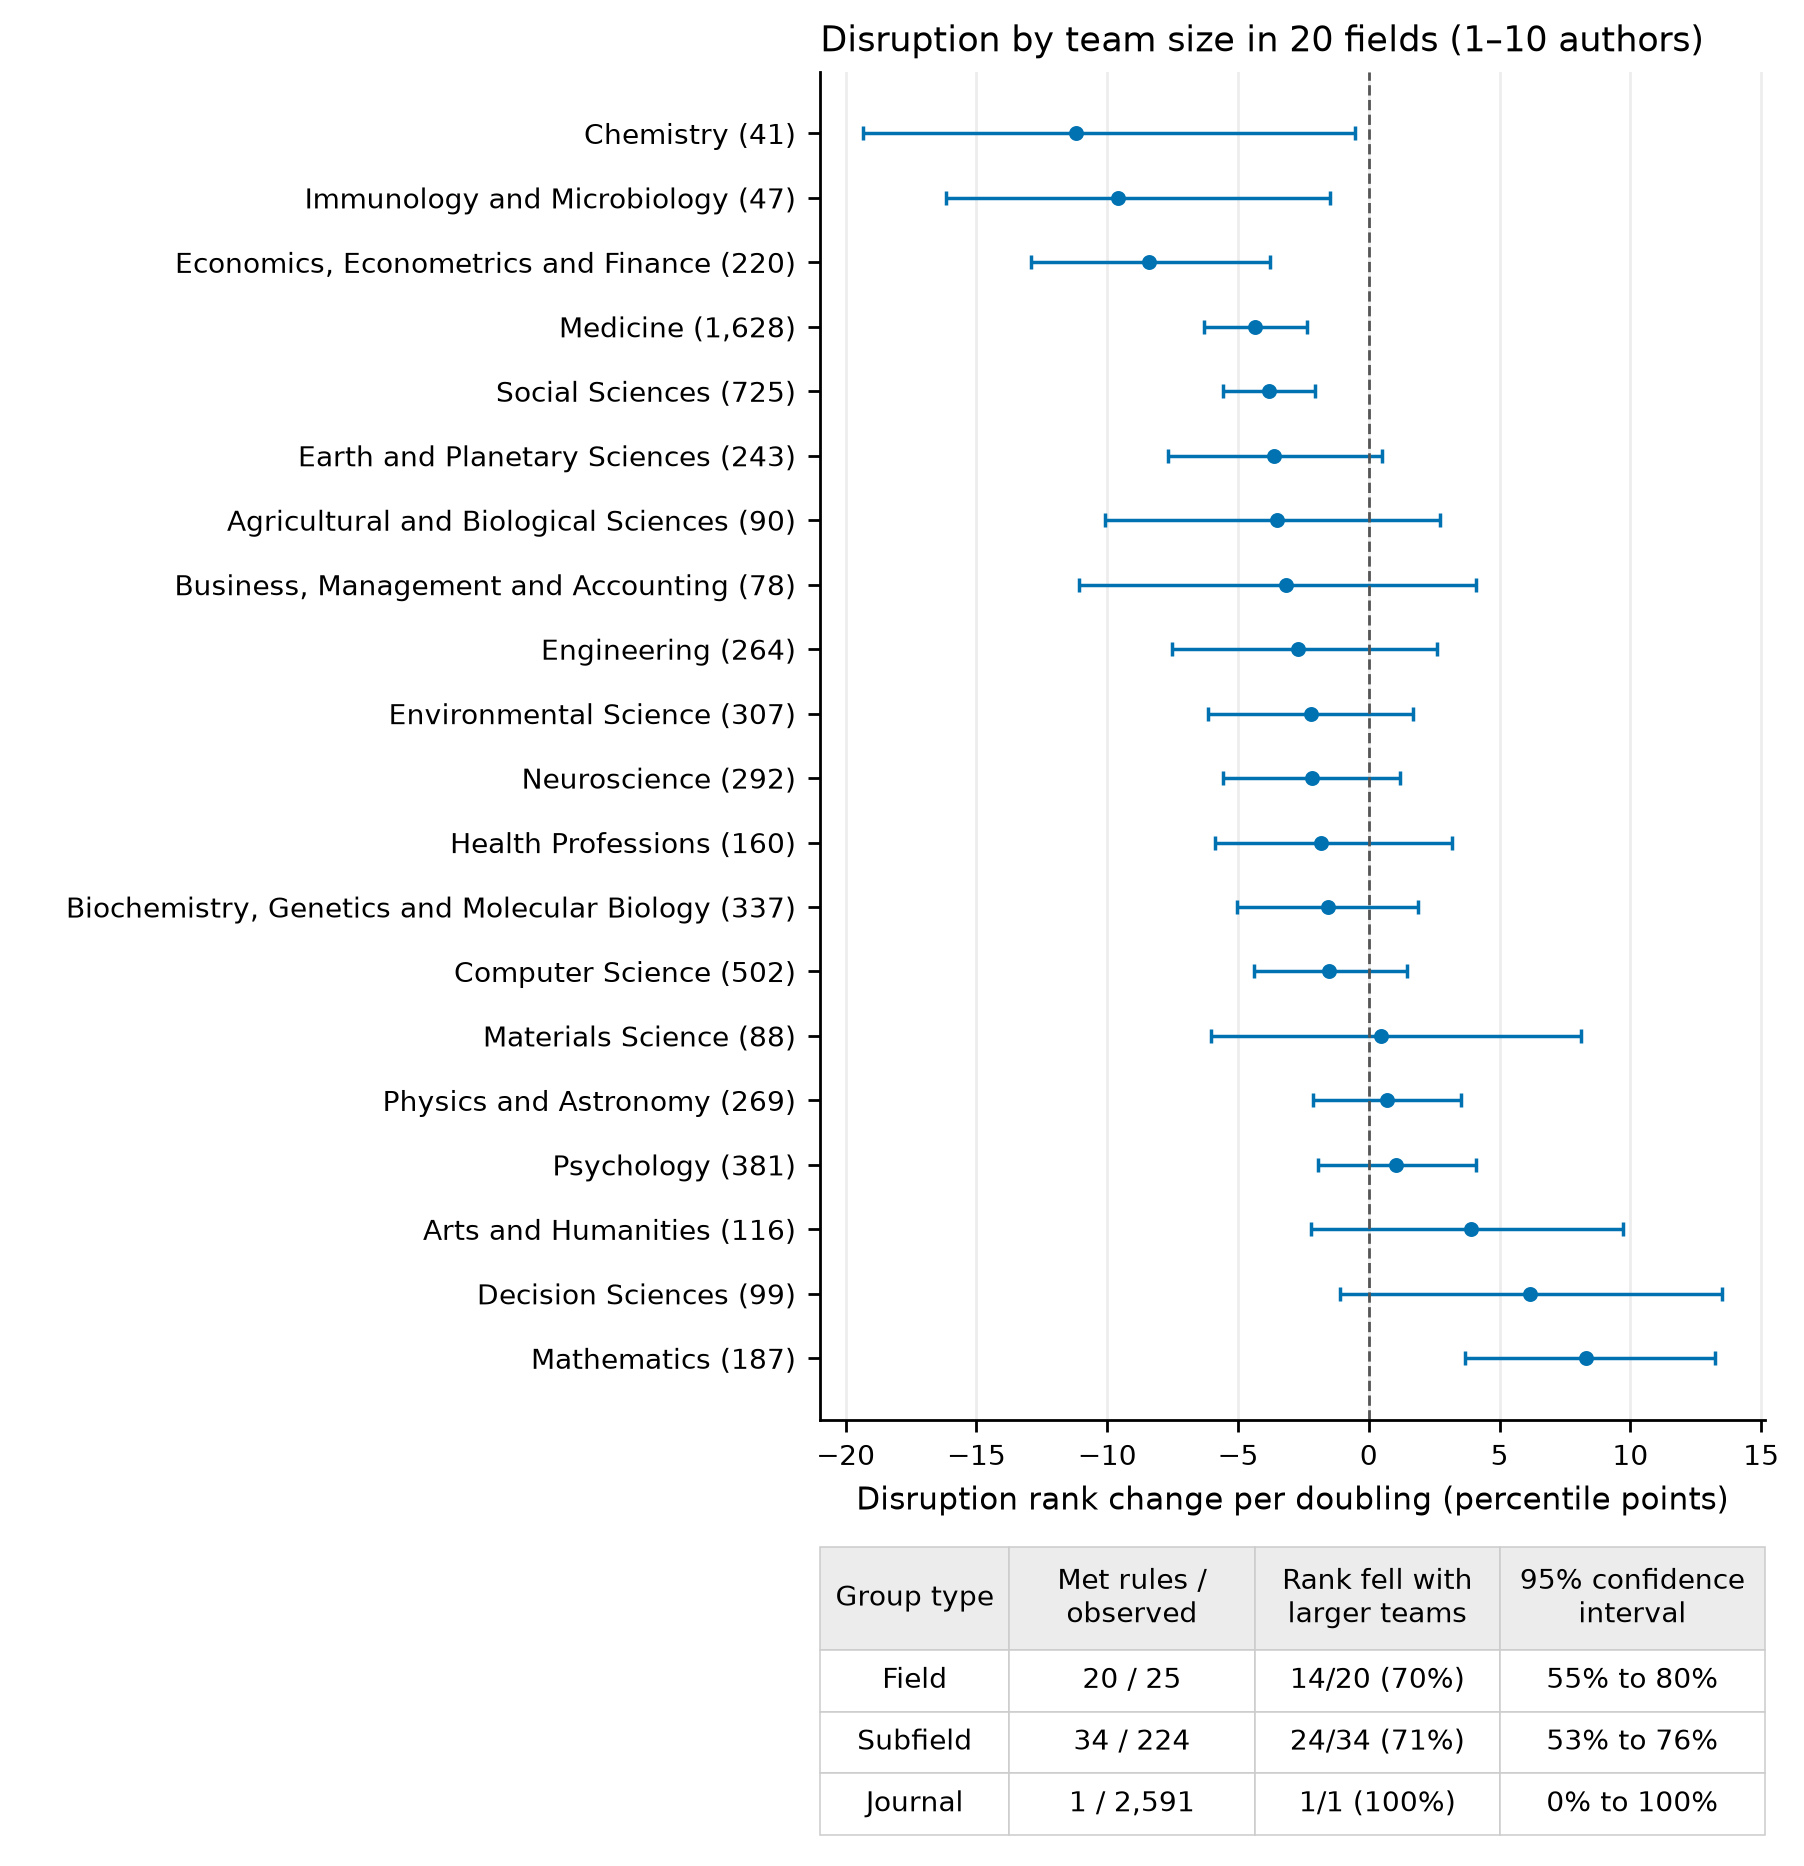 Disruption by team size in 20 fields (1–10 authors)
Chemistry (41)
Immunology and Microbiology (47)
Economics, Econometrics and Finance (220)
Medicine (1,628)
Social Sciences (725)
Earth and Planetary Sciences (243)
Agricultural and Biological Sciences (90)
Business, Management and Accounting (78)
Engineering (264)
Environmental Science (307)
Neuroscience (292)
Health Professions (160)
Biochemistry, Genetics and Molecular Biology (337)
Computer Science (502)
Materials Science (88)
Physics and Astronomy (269)
Psychology (381)
Arts and Humanities (116)
Decision Sciences (99)
Mathematics (187)
−20 −15 −10 −5 0 5 10 15
Disruption rank change per doubling (percentile points)
Group type Met rules / observed Rank fell with larger teams 95% confidence interval
Field 20 / 25 14/20 (70%) 55% to 80%
Subfield 34 / 224 24/34 (71%) 53% to 76%
Journal 1 / 2,591 1/1 (100%) 0% to 100%